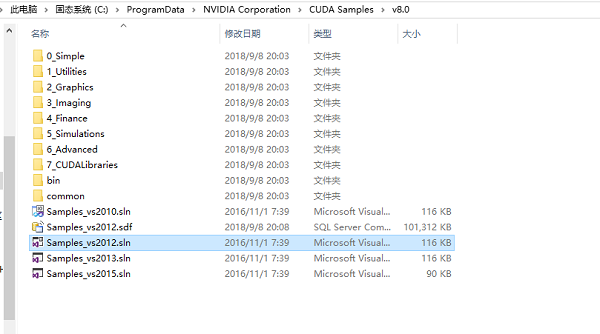 此电脑 › 固态系统 (C:) › ProgramData › NVIDIA Corporation › CUDA Samples › v8.0
名称 修改日期 类型 大小
0_Simple 2018/9/8 20:03 文件夹
1_Utilities 2018/9/8 20:03 文件夹
2_Graphics 2018/9/8 20:03 文件夹
3_Imaging 2018/9/8 20:03 文件夹
4_Finance 2018/9/8 20:03 文件夹
5_Simulations 2018/9/8 20:03 文件夹
6_Advanced 2018/9/8 20:03 文件夹
7_CUDALibraries 2018/9/8 20:03 文件夹
bin 2018/9/8 20:03 文件夹
common 2018/9/8 20:03 文件夹
Samples_vs2010.sln 2016/11/1 7:39 Microsoft Visual... 116 KB
Samples_vs2012.sdf 2018/9/8 20:08 SQL Server Com... 101,312 KB
Samples_vs2012.sln 2016/11/1 7:39 Microsoft Visual... 116 KB
Samples_vs2013.sln 2016/11/1 7:39 Microsoft Visual... 116 KB
Samples_vs2015.sln 2016/11/1 7:39 Microsoft Visual... 90 KB